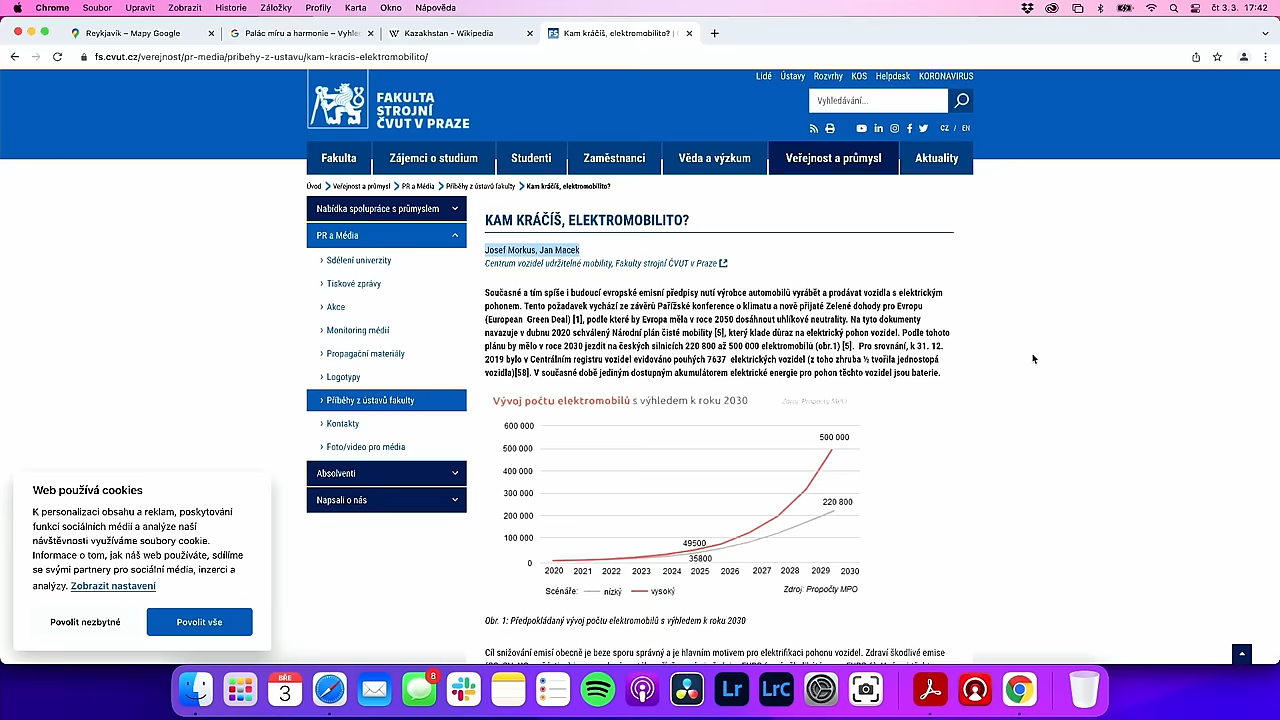 Chrome Soubor Upravit Zobrazit Historie Záložky Profily Karta Okno Nápověda čt 3. 3. 17:42
Reykjavík – Mapy Google
Palác míru a harmonie – Vyhle
Kazakhstan - Wikipedia
Kam kráčíš, elektromobilito? |
fs.cvut.cz/verejnost/pr-media/pribehy-z-ustavu/kam-kracis-elektromobilito/
Lidé Ústavy Rozvrhy KOS Helpdesk KORONAVIRUS
FAKULTA
STROJNÍ
ČVUT V PRAZE
Vyhledávání...
CZ / EN
Fakulta Zájemci o studium Studenti Zaměstnanci Věda a výzkum Veřejnost a průmysl Aktuality
Úvod Veřejnost a průmysl PR a Média Příběhy z ústavů fakulty Kam kráčíš, elektromobilito?
Nabídka spolupráce s průmyslem
PR a Média
Sdělení univerzity
Tiskové zprávy
Akce
Monitoring médií
Propagační materiály
Logotypy
Příběhy z ústavů fakulty
Kontakty
Foto/video pro média
Absolventi
Napsali o nás
KAM KRÁČÍŠ, ELEKTROMOBILITO?
Josef Morkus, Jan Macek
Centrum vozidel udržitelné mobility, Fakulty strojní ČVUT v Praze
Současné a tím spíše i budoucí evropské emisní předpisy nutí výrobce automobilů vyrábět a prodávat vozidla s elektrickým
pohonem. Tento požadavek vychází ze závěrů Pařížské konference o klimatu a nově přijaté Zelené dohody pro Evropu
(European Green Deal) [1], podle které by Evropa měla v roce 2050 dosáhnout uhlíkové neutrality. Na tyto dokumenty
navazuje v dubnu 2020 schválený Národní plán čisté mobility [5], který klade důraz na elektrický pohon vozidel. Podle tohoto
plánu by mělo v roce 2030 jezdit na českých silnicích 220 800 až 500 000 elektromobilů (obr.1) [5]. Pro srovnání, k 31. 12.
2019 bylo v Centrálním registru vozidel evidováno pouhých 7637 elektrických vozidel (z toho zhruba ½ tvořila jednostopá
vozidla)[58]. V současné době jediným dostupným akumulátorem elektrické energie pro pohon těchto vozidel jsou baterie.
Vývoj počtu elektromobilů s výhledem k roku 2030
Zdroj: Propočty MPO
600 000
500 000
400 000
300 000
200 000
100 000
0
500 000
220 800
49500
35800
2020 2021 2022 2023 2024 2025 2026 2027 2028 2029 2030
Scénáře: nízký vysoký
Zdroj: Propočty MPO
Obr. 1: Předpokládaný vývoj počtu elektromobilů s výhledem k roku 2030
Cíl snižování emisí obecně je beze sporu správný a je hlavním motivem pro elektrifikaci pohonu vozidel. Zdraví škodlivé emise
Web používá cookies
K personalizaci obsahu a reklam, poskytování
funkcí sociálních médií a analýze naší
návštěvnosti využíváme soubory cookie.
Informace o tom, jak náš web používáte, sdílíme
se svými partnery pro sociální média, inzerci a
analýzy. Zobrazit nastavení
Povolit nezbytné
Povolit vše
BŘE
3
8
Lr
LrC